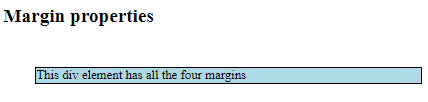 Margin properties
This div element has all the four margins